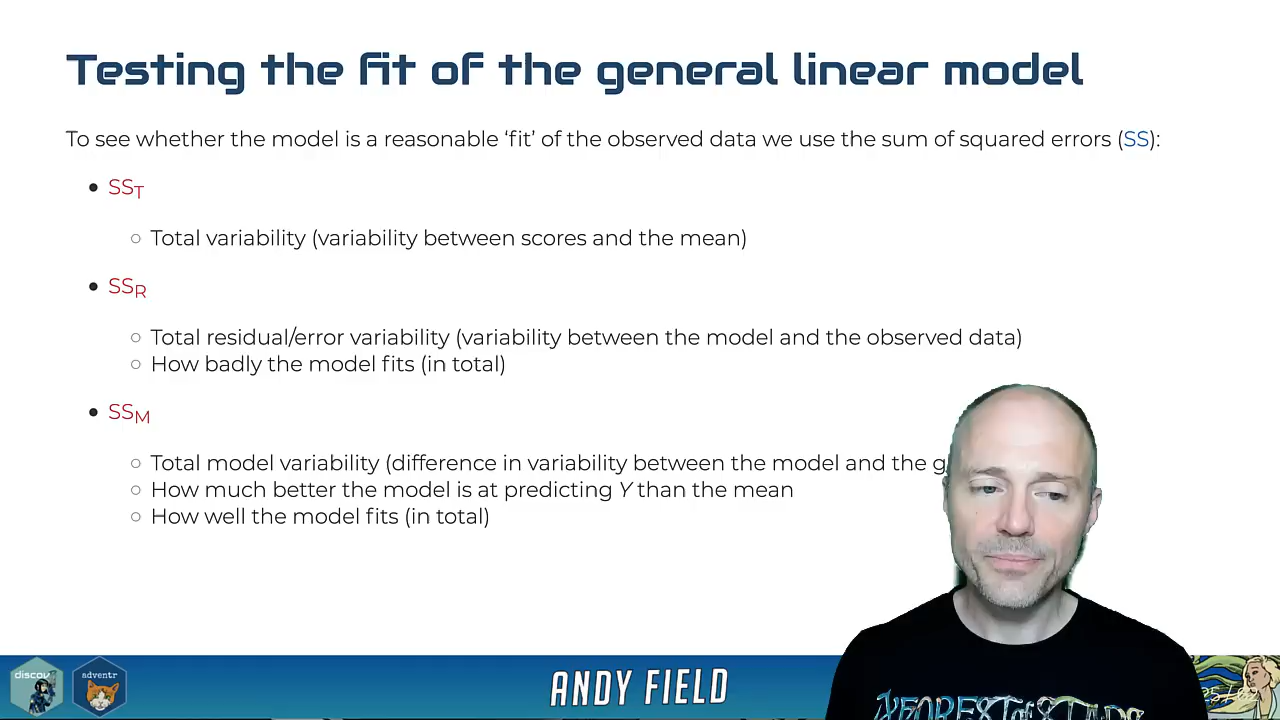 Testing the fit of the general linear model
To see whether the model is a reasonable ‘fit’ of the observed data we use the sum of squared errors (SS):
• SST
○ Total variability (variability between scores and the mean)
• SSR
○ Total residual/error variability (variability between the model and the observed data)
○ How badly the model fits (in total)
• SSM
○ Total model variability (difference in variability between the model and the g
○ How much better the model is at predicting Y than the mean
○ How well the model fits (in total)
discov
adventr
ANDY FIELD